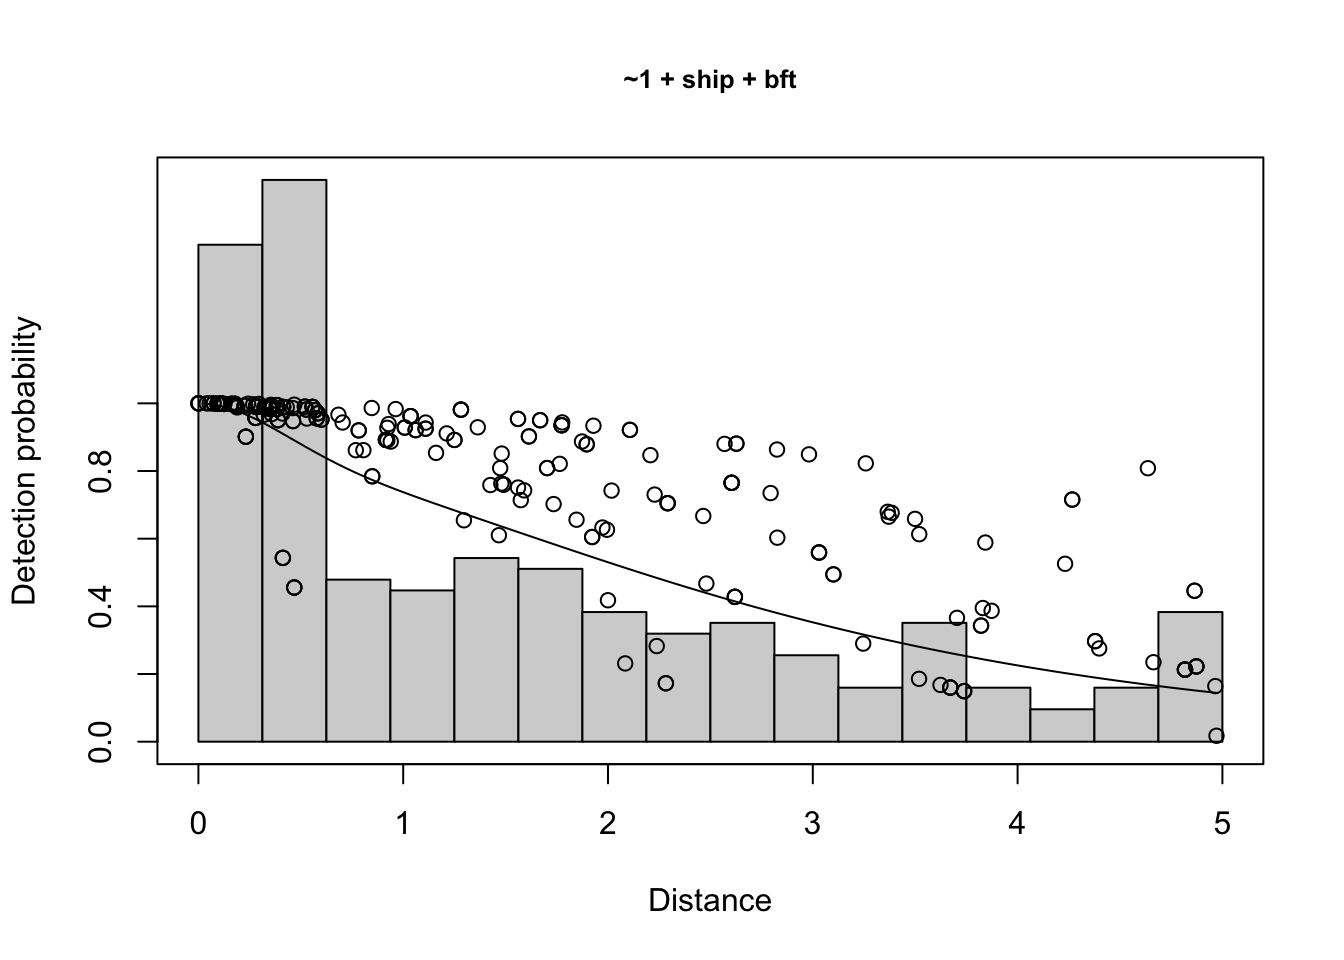 ~1 + ship + bft
Detection probability
0.8
0.4
0.0
0 1 2 3 4 5
Distance